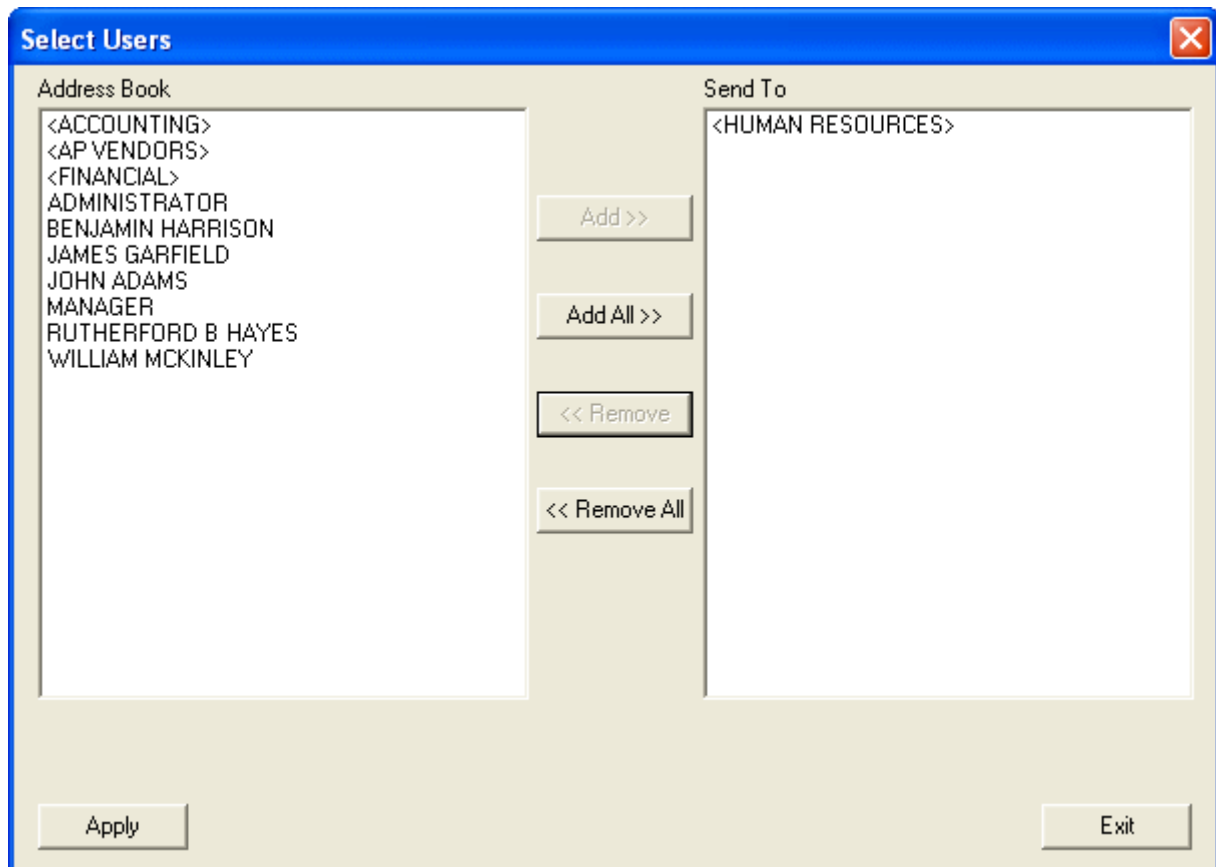 Select Users
Address Book
<ACCOUNTING>
<AP VENDORS>
<FINANCIAL>
ADMINISTRATOR
BENJAMIN HARRISON
JAMES GARFIELD
JOHN ADAMS
MANAGER
RUTHERFORD B HAYES
WILLIAM MCKINLEY
Add >>
Add All >>
<< Remove
<< Remove All
Send To
<HUMAN RESOURCES>
Apply
Exit